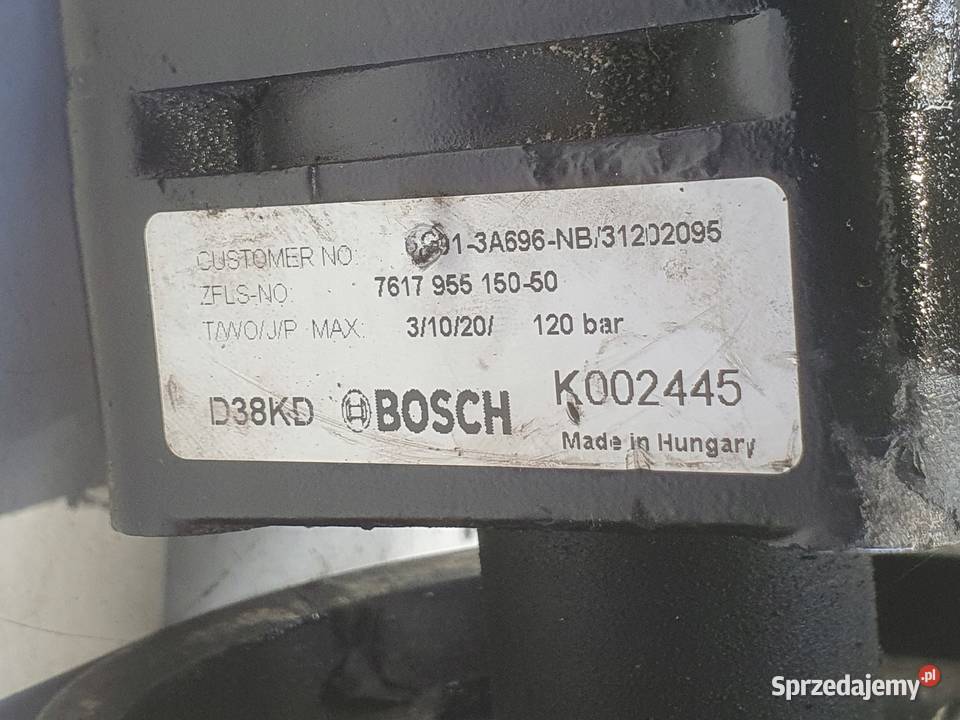 CUSTOMER NO: 6G91-3A696-NB/31202095
ZFLS-NO: 7617 955 150-50
T/WO/J/P MAX.: 3/10/20/ 120 bar
D38KD BOSCH K002445
Made in Hungary
Sprzedajemy.pl